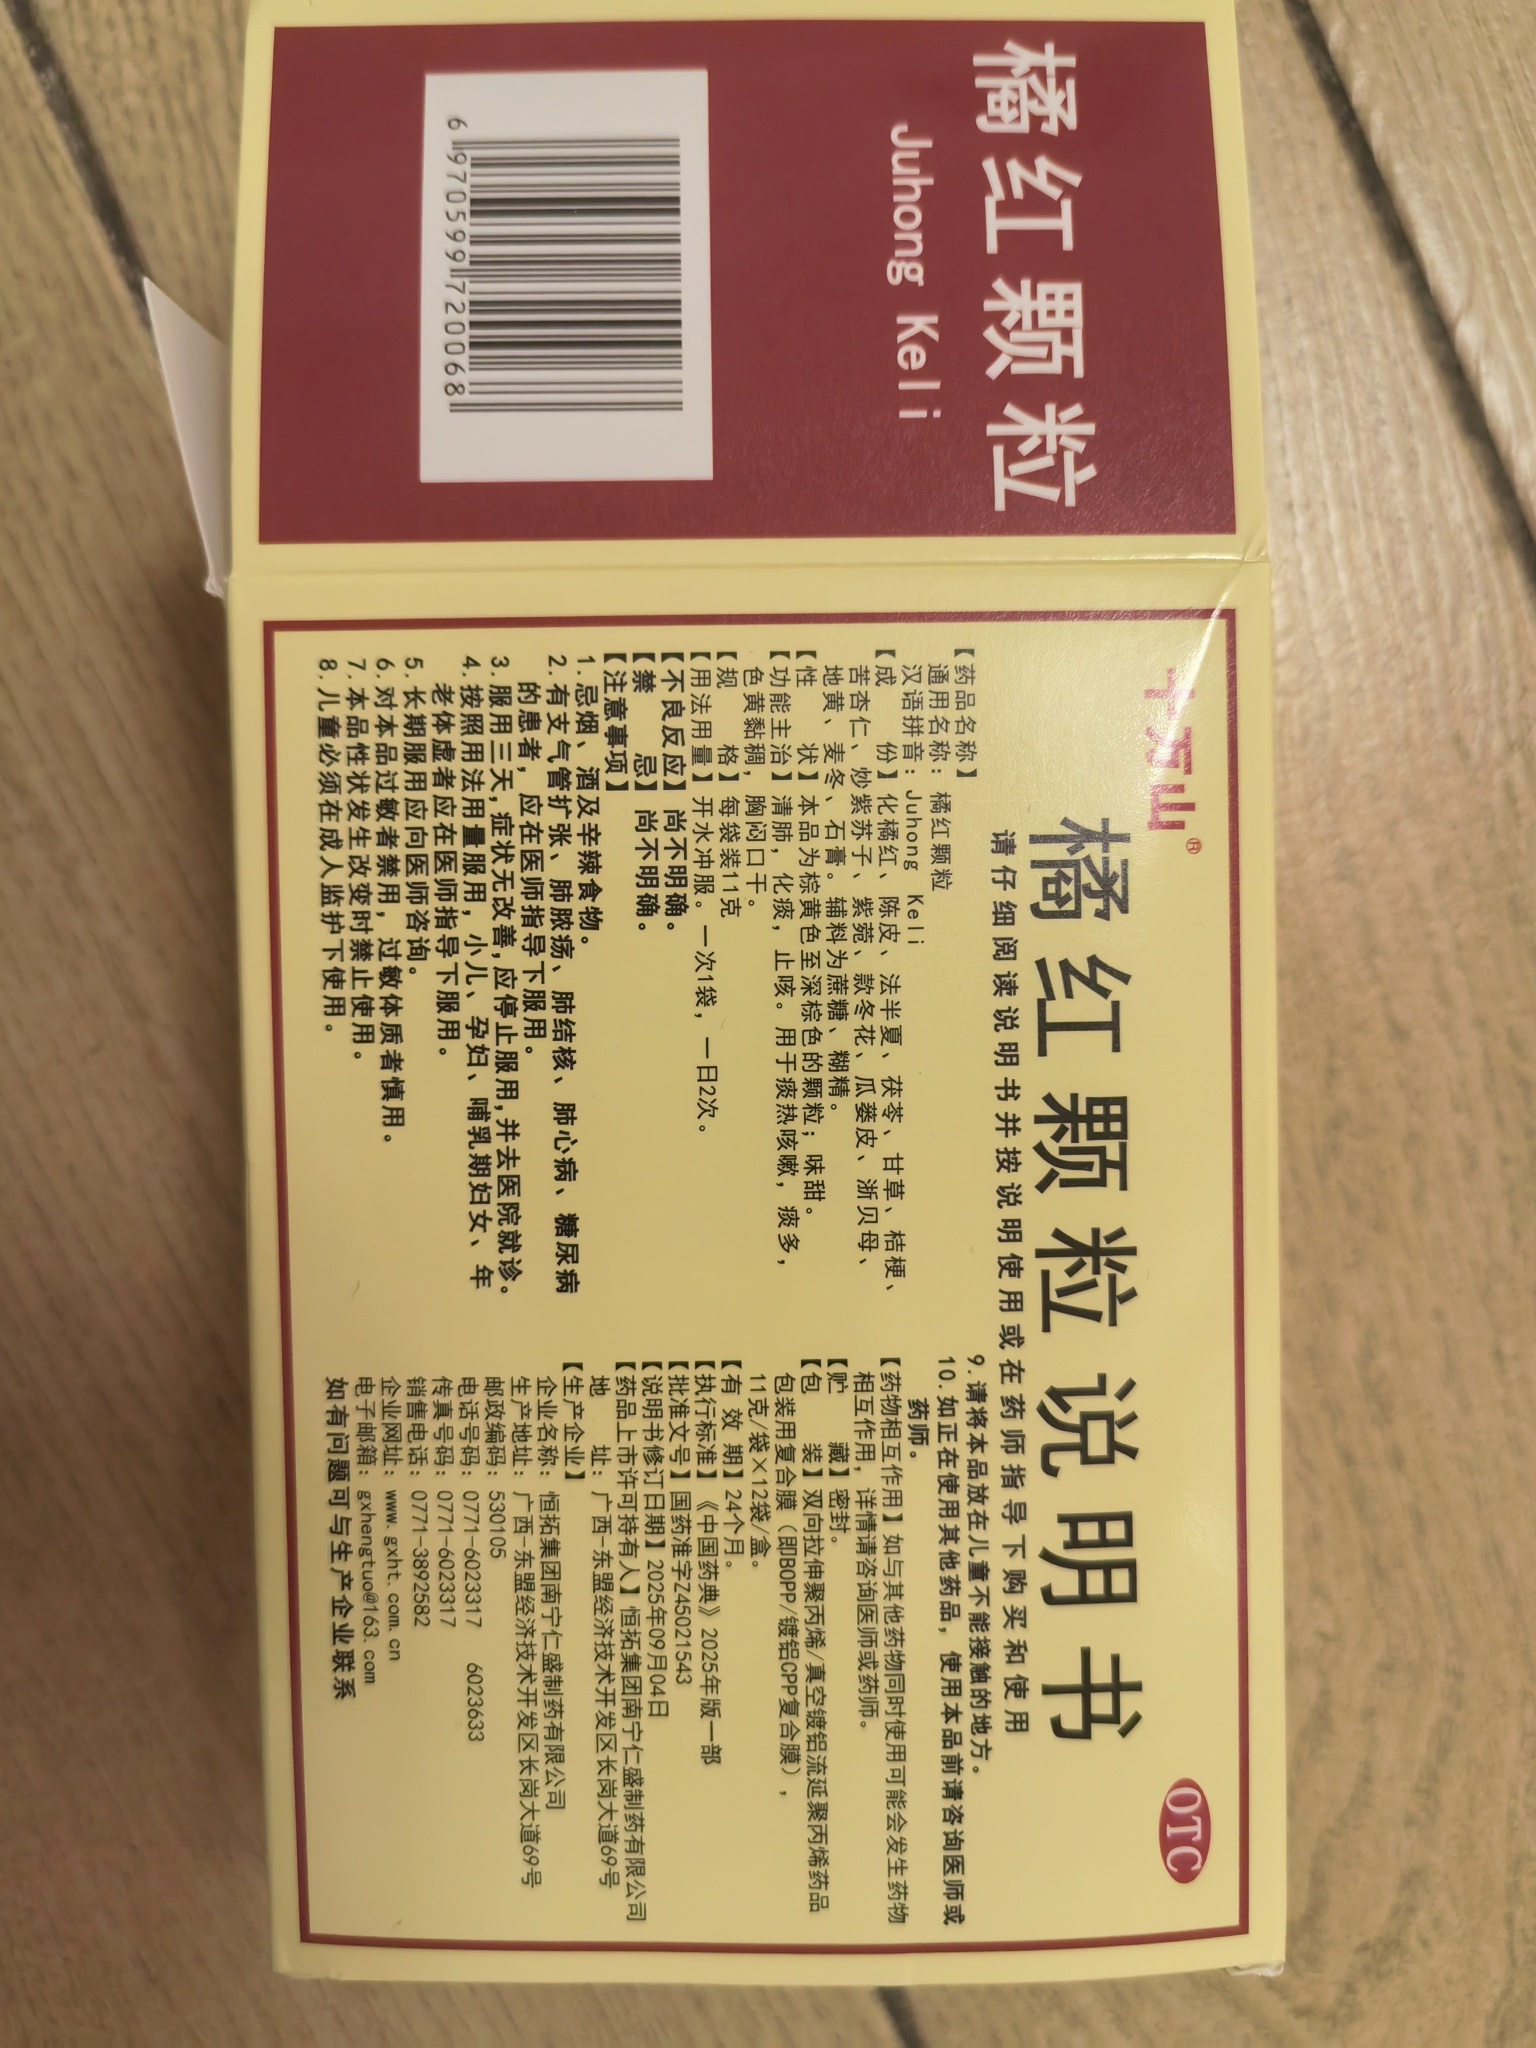 橘红颗粒
Juhong Keli
6 970599 720068
十万山®
橘红颗粒说明书
OTC
请仔细阅读说明书并按说明使用或在药师指导下购买和使用
【药品名称】
通用名称：橘红颗粒
汉语拼音：Juhong Keli
【成 份】化橘红、陈皮、法半夏、茯苓、甘草、桔梗、
苦杏仁、炒紫苏子、紫菀、款冬花、瓜蒌皮、浙贝母、
地黄、麦冬、石膏。辅料为蔗糖、糊精。
【性 状】本品为棕黄色至深棕色的颗粒；味甜。
【功能主治】清肺，化痰，止咳。用于痰热咳嗽，痰多，
色黄黏稠，胸闷口干。
【规 格】每袋装11克
【用法用量】开水冲服。一次1袋，一日2次。
【不良反应】尚不明确。
【禁 忌】尚不明确。
【注意事项】
1.忌烟、酒及辛辣食物。
2.有支气管扩张、肺脓疡、肺结核、肺心病、糖尿病
的患者，应在医师指导下服用。
3.服用三天,症状无改善,应停止服用,并去医院就诊。
4.按照用法用量服用，小儿、孕妇、哺乳期妇女、年
老体虚者应在医师指导下服用。
5.长期服用应向医师咨询。
6.对本品过敏者禁用，过敏体质者慎用。
7.本品性状发生改变时禁止使用。
8.儿童必须在成人监护下使用。
9.请将本品放在儿童不能接触的地方。
10.如正在使用其他药品，使用本品前请咨询医师或
药师。
【药物相互作用】如与其他药物同时使用可能会发生药物
相互作用，详情请咨询医师或药师。
【贮 藏】密封。
【包 装】双向拉伸聚丙烯/真空镀铝流延聚丙烯药品
包装用复合膜（即BOPP/镀铝CPP复合膜），
11克/袋×12袋/盒。
【有 效 期】24个月。
【执行标准】《中国药典》2025年版一部
【批准文号】国药准字Z45021543
【说明书修订日期】2025年09月04日
【药品上市许可持有人】恒拓集团南宁仁盛制药有限公司
地 址：广西-东盟经济技术开发区长岗大道69号
【生产企业】
企业名称：恒拓集团南宁仁盛制药有限公司
生产地址：广西-东盟经济技术开发区长岗大道69号
邮政编码：530105
电话号码：0771-6023317 6023633
传真号码：0771-6023317
销售电话：0771-3892582
企业网址：www.gxht.com.cn
电子邮箱：gxhengtuo@163.com
如有问题可与生产企业联系